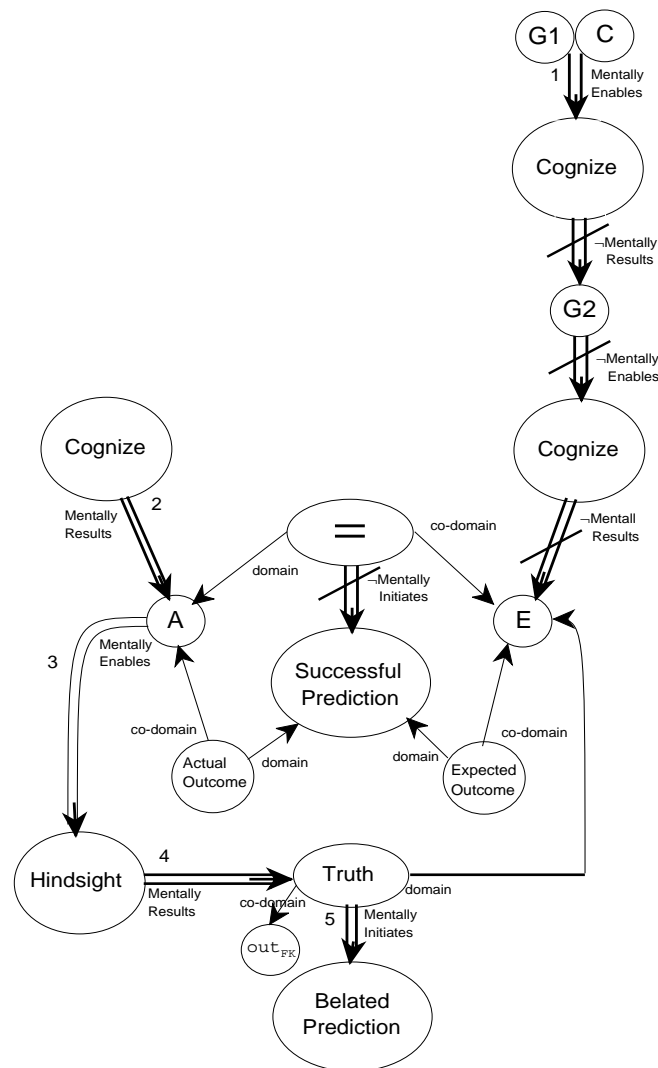 G1
C
1
Mentally
Enables
Cognize
¬Mentally
Results
G2
¬Mentally
Enables
Cognize
Cognize
2
Mentally
Results
¬Mentall
Results
=
co-domain
domain
¬Mentally
Initiates
A
E
3
Mentally
Enables
Successful
Prediction
co-domain
co-domain
Actual
Outcome
domain
domain
Expected
Outcome
Hindsight
4
Mentally
Results
Truth
domain
co-domain
5
Mentally
Initiates
outFK
Belated
Prediction